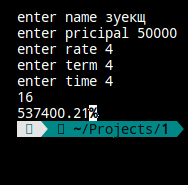 enter name зуекщ
enter pricipal 50000
enter rate 4
enter term 4
enter time 4
16
537400.21%
~/Projects/1